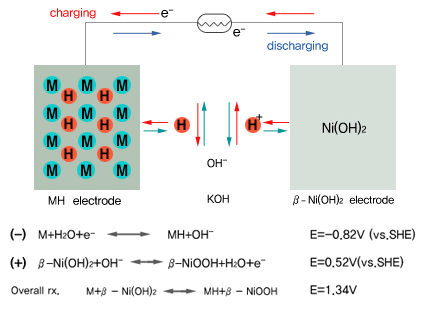 charging
e⁻
e⁻
discharging
M M M
H H
M M M
H H
M M M
H H
M M M
H
H⁺
Ni(OH)₂
OH⁻
MH electrode
KOH
β-Ni(OH)₂ electrode
(-) M+H₂O+e⁻ ⟷ MH+OH⁻ E=-0.82V (vs.SHE)
(+) β-Ni(OH)₂+OH⁻ ⟷ β-NiOOH+H₂O+e⁻ E=0.52V(vs.SHE)
Overall rx. M+β - Ni(OH)₂ ⟷ MH+β - NiOOH E=1.34V